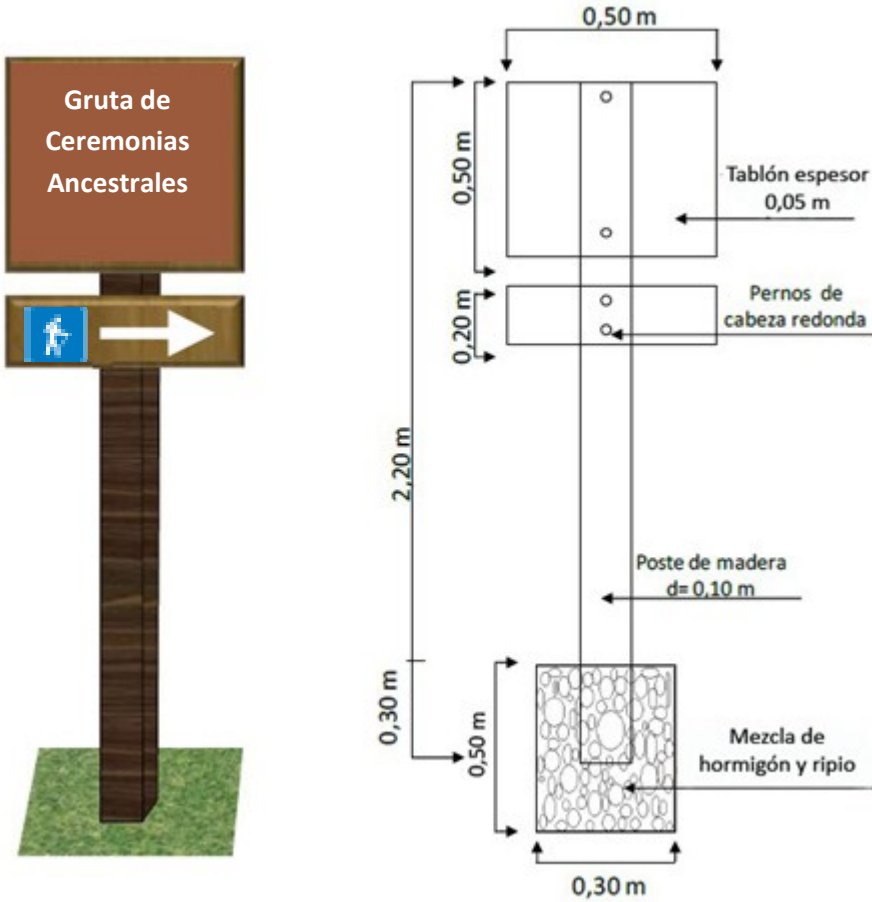 Gruta de
Ceremonias
Ancestrales
0,50 m
0,50 m
Tablón espesor
0,05 m
0,20 m
Pernos de
cabeza redonda
2,20 m
Poste de madera
d= 0,10 m
0,30 m
0,50 m
Mezcla de
hormigón y ripio
0,30 m